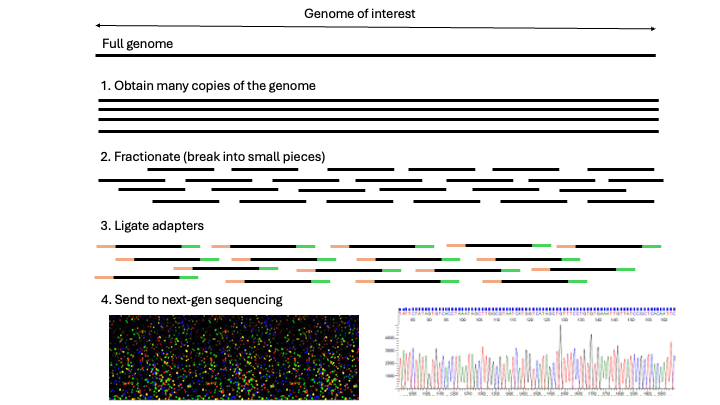 Genome of interest
Full genome
1. Obtain many copies of the genome
2. Fractionate (break into small pieces)
3. Ligate adapters
4. Send to next-gen sequencing